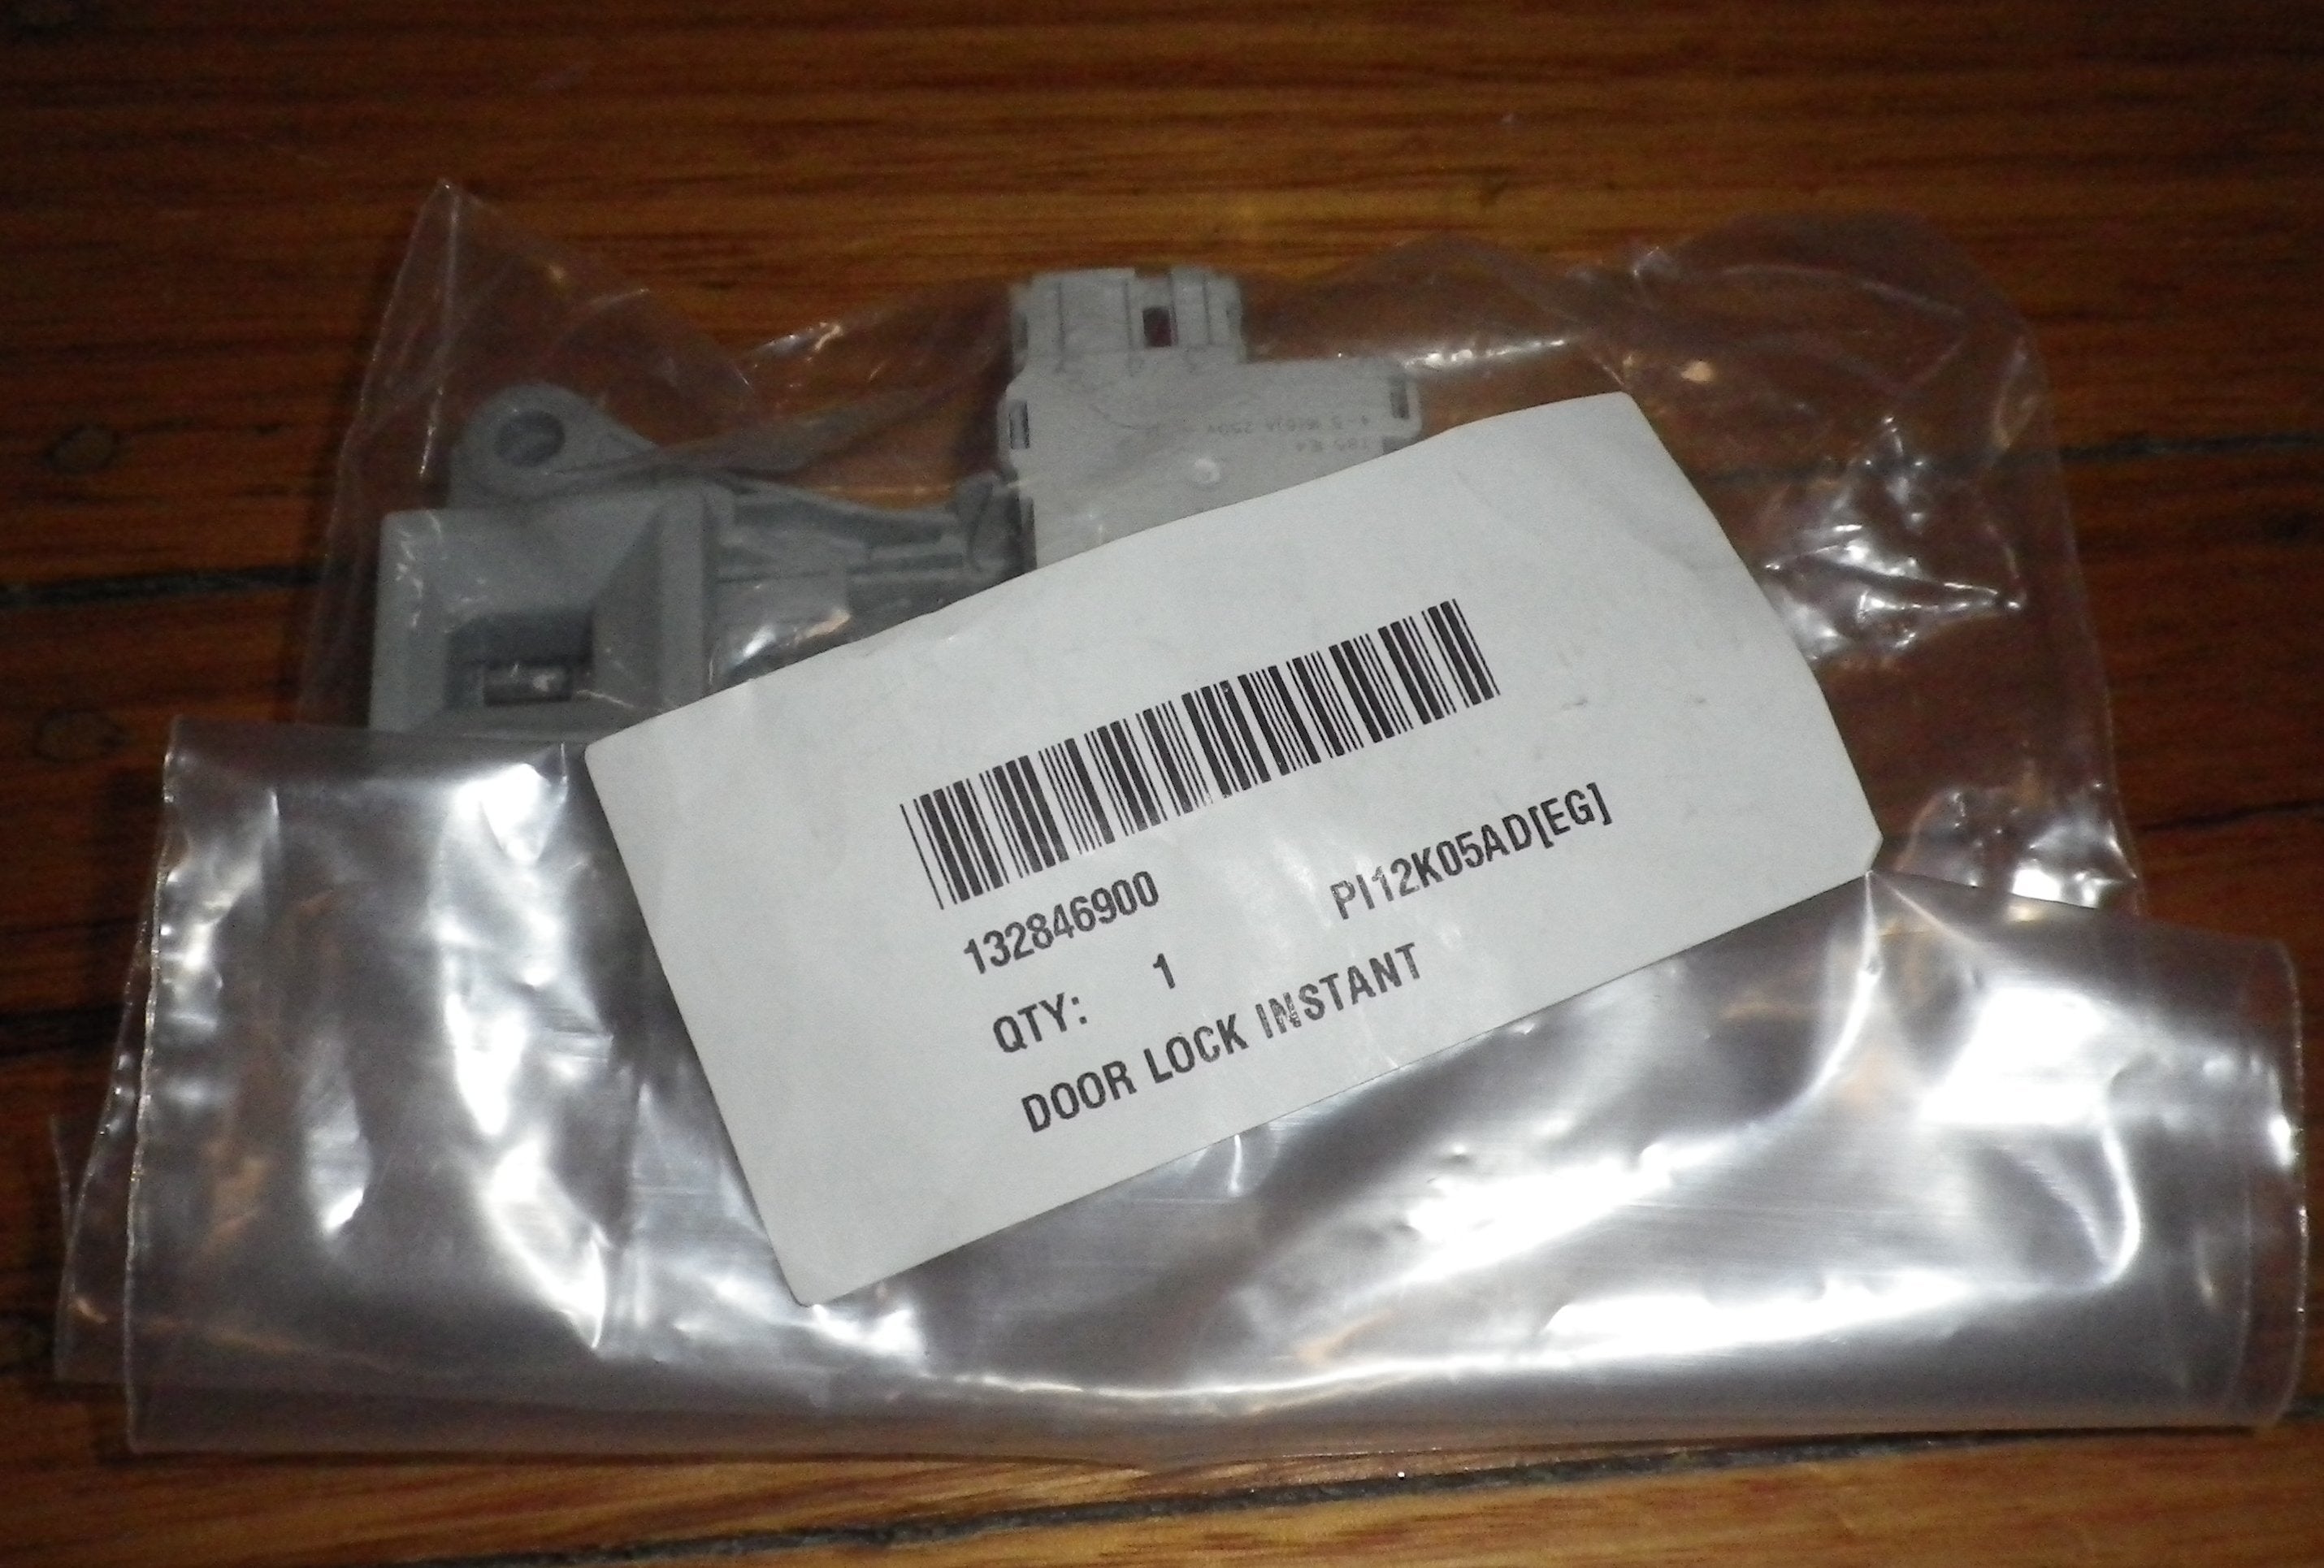 132846900 PI12K05AD[EG]
QTY: 1
DOOR LOCK INSTANT